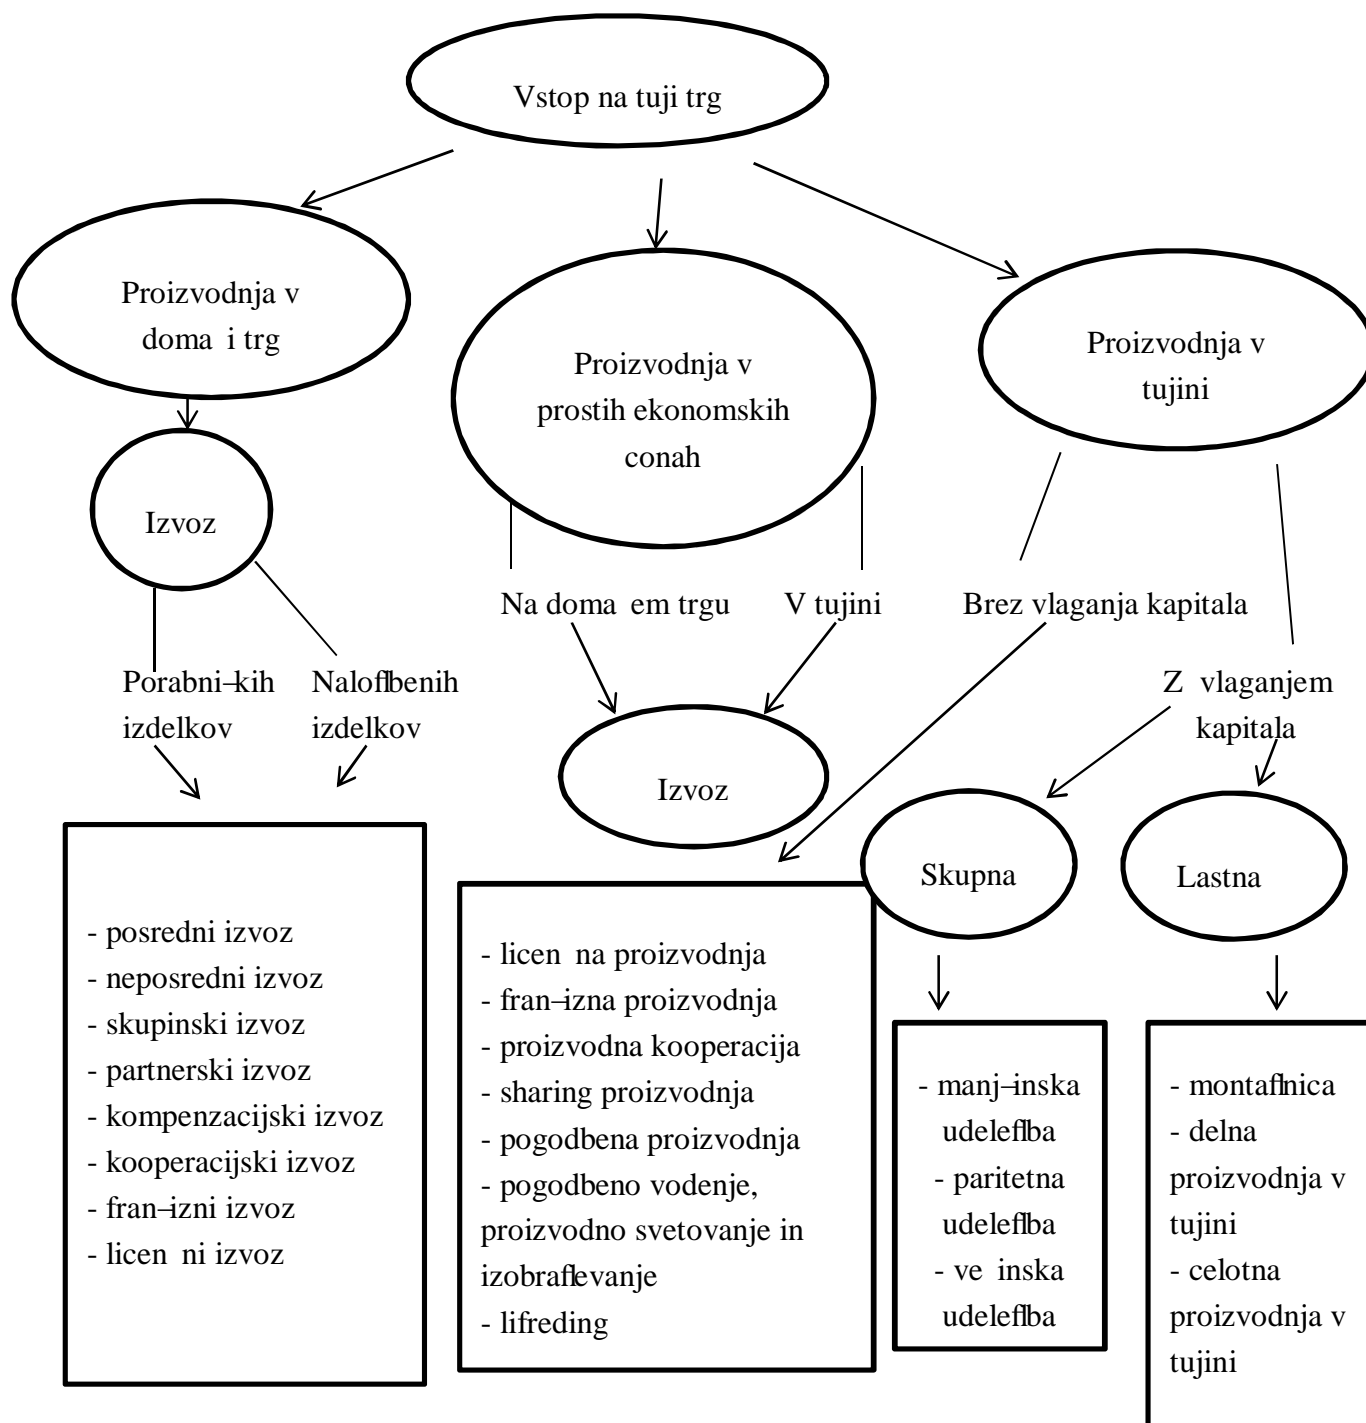 Vstop na tuji trg
Proizvodnja v
doma i trg
Proizvodnja v
prostih ekonomskih
conah
Proizvodnja v
tujini
Izvoz
Na doma em trgu
V tujini
Brez vlaganja kapitala
Porabni–kih
izdelkov
Naloflbenih
izdelkov
Z vlaganjem
kapitala
Izvoz
Skupna
Lastna
- posredni izvoz
- neposredni izvoz
- skupinski izvoz
- partnerski izvoz
- kompenzacijski izvoz
- kooperacijski izvoz
- fran–izni izvoz
- licen ni izvoz
- licen na proizvodnja
- fran–izna proizvodnja
- proizvodna kooperacija
- sharing proizvodnja
- pogodbena proizvodnja
- pogodbeno vodenje,
proizvodno svetovanje in
izobraflevanje
- lifreding
- manj–inska
udeleflba
- paritetna
udeleflba
- ve inska
udeleflba
- montaflnica
- delna
proizvodnja v
tujini
- celotna
proizvodnja v
tujini